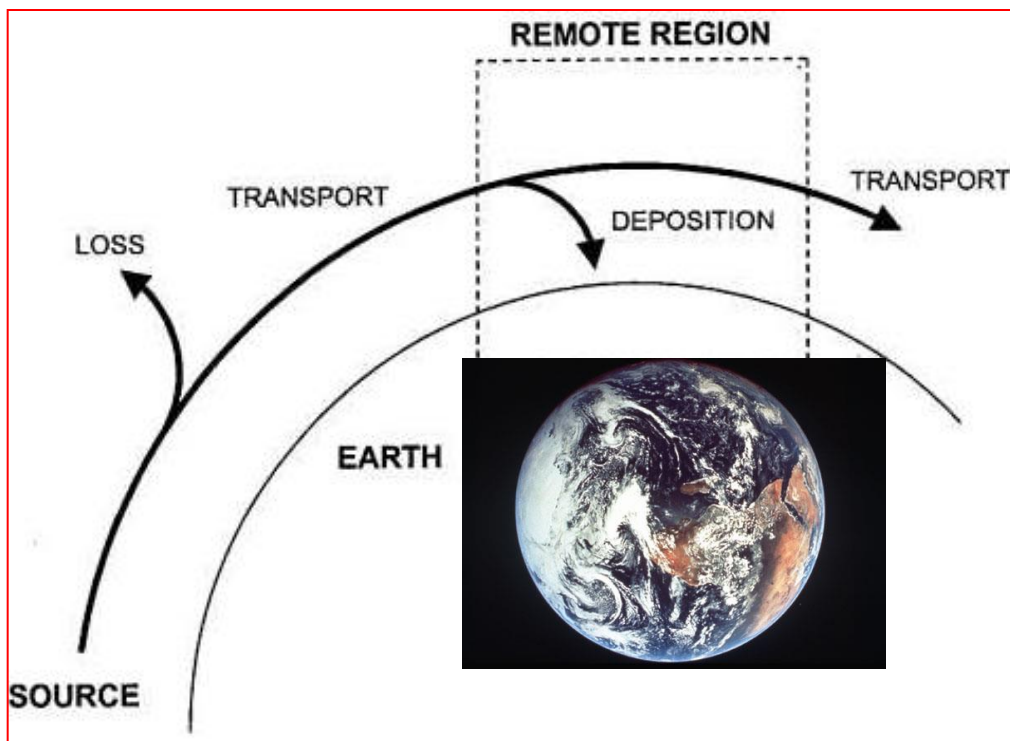 REMOTE REGION
TRANSPORT
TRANSPORT
DEPOSITION
LOSS
EARTH
SOURCE